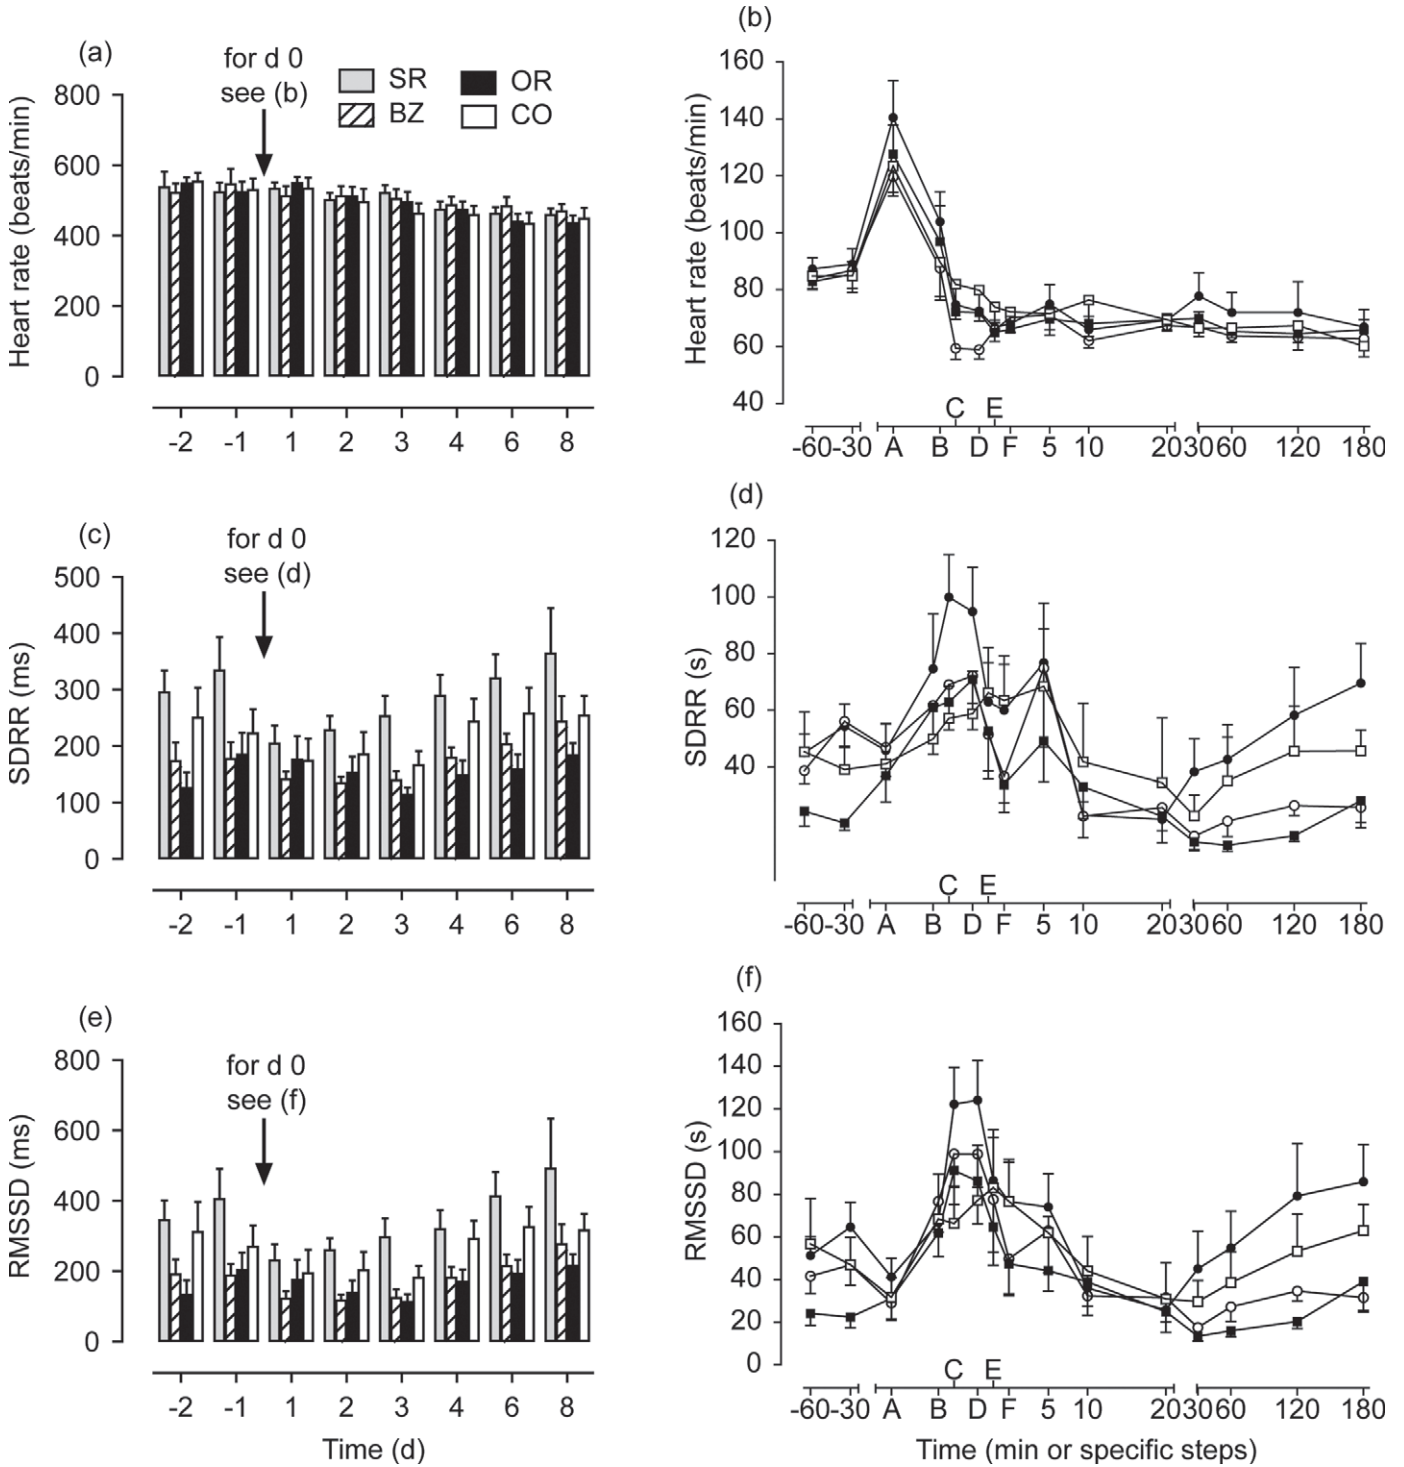 (a)
for d 0
see (b)
SR
OR
BZ
CO
Heart rate (beats/min)
800
600
400
200
0
-2 -1 1 2 3 4 6 8
(b)
Heart rate (beats/min)
160
140
120
100
80
60
40
C E
-60 -30 A B D F 5 10 20 30 60 120 180
(c)
for d 0
see (d)
SDRR (ms)
500
400
300
200
100
0
-2 -1 1 2 3 4 6 8
(d)
SDRR (s)
120
100
80
60
40
C E
-60 -30 A B D F 5 10 20 30 60 120 180
(e)
for d 0
see (f)
RMSSD (ms)
800
600
400
200
0
-2 -1 1 2 3 4 6 8
Time (d)
(f)
RMSSD (s)
160
140
120
100
80
60
40
20
0
C E
-60 -30 A B D F 5 10 20 30 60 120 180
Time (min or specific steps)